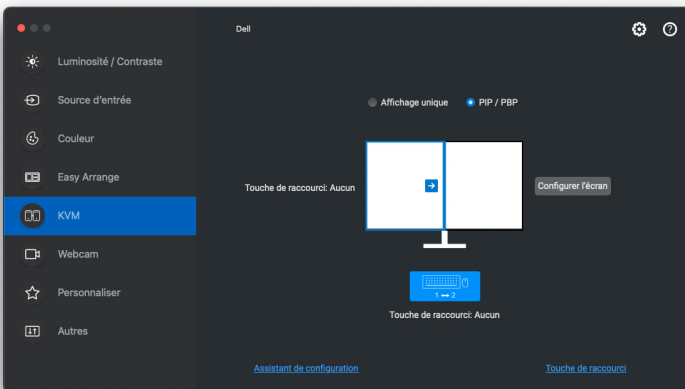 Dell
Luminosité / Contraste
Source d'entrée
Couleur
Easy Arrange
KVM
Webcam
Personnaliser
Autres
Affichage unique
PIP / PBP
Touche de raccourci: Aucun
Configurer l'écran
1 ↔ 2
Touche de raccourci: Aucun
Assistant de configuration
Touche de raccourci